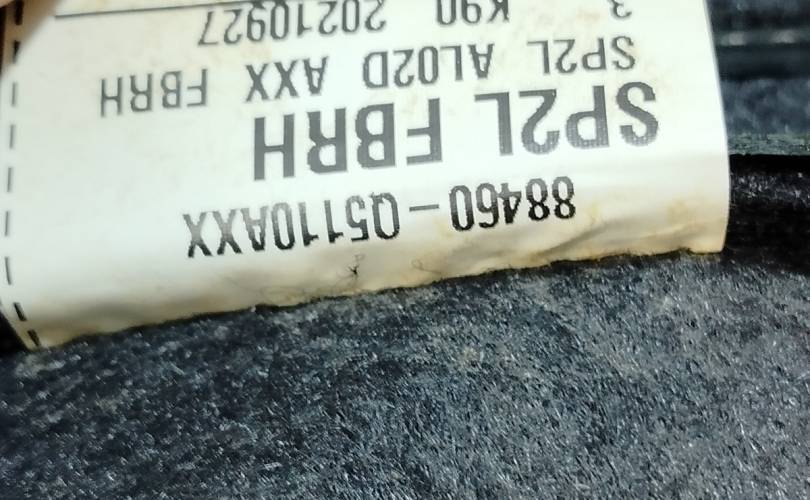 88460-Q5110AXX
SP2L FBRH
SP2L AL02D AXX FBRH
3 K90 20210927